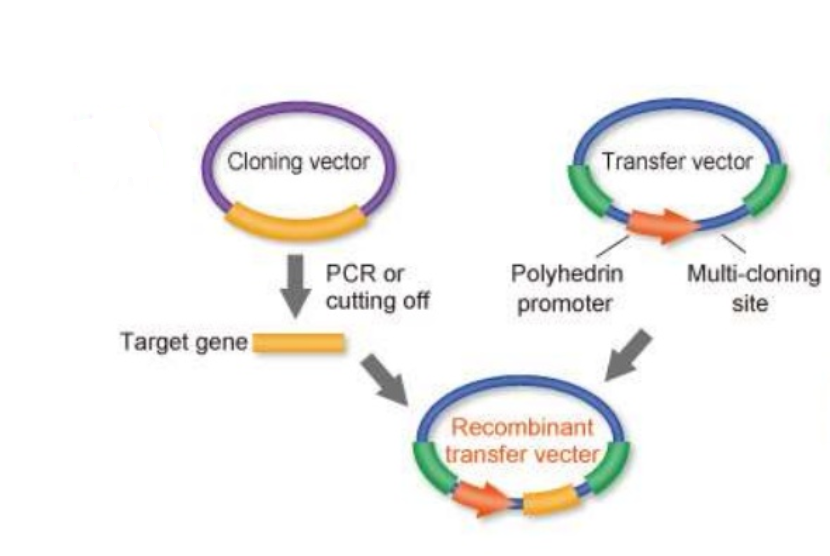 Cloning vector
Transfer vector
PCR or
cutting off
Polyhedrin
promoter
Multi-cloning
site
Target gene
Recombinant
transfer vecter